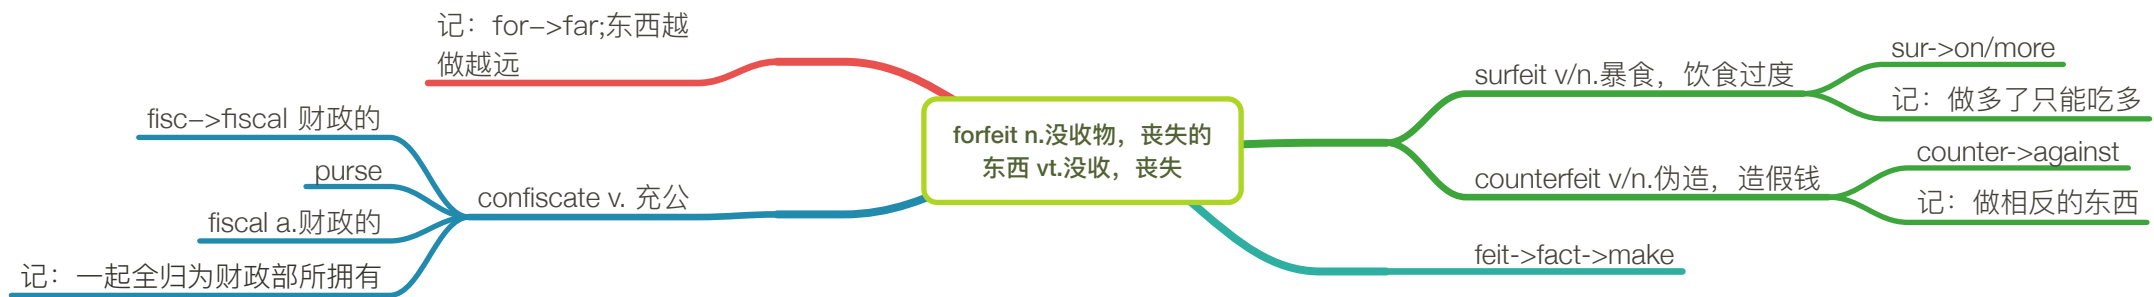 记：for–>far;东西越
做越远
fisc–>fiscal 财政的
purse
fiscal a.财政的
记：一起全归为财政部所拥有
confiscate v. 充公
forfeit n.没收物，丧失的
东西 vt.没收，丧失
surfeit v/n.暴食，饮食过度
sur->on/more
记：做多了只能吃多
counterfeit v/n.伪造，造假钱
counter->against
记：做相反的东西
feit->fact->make